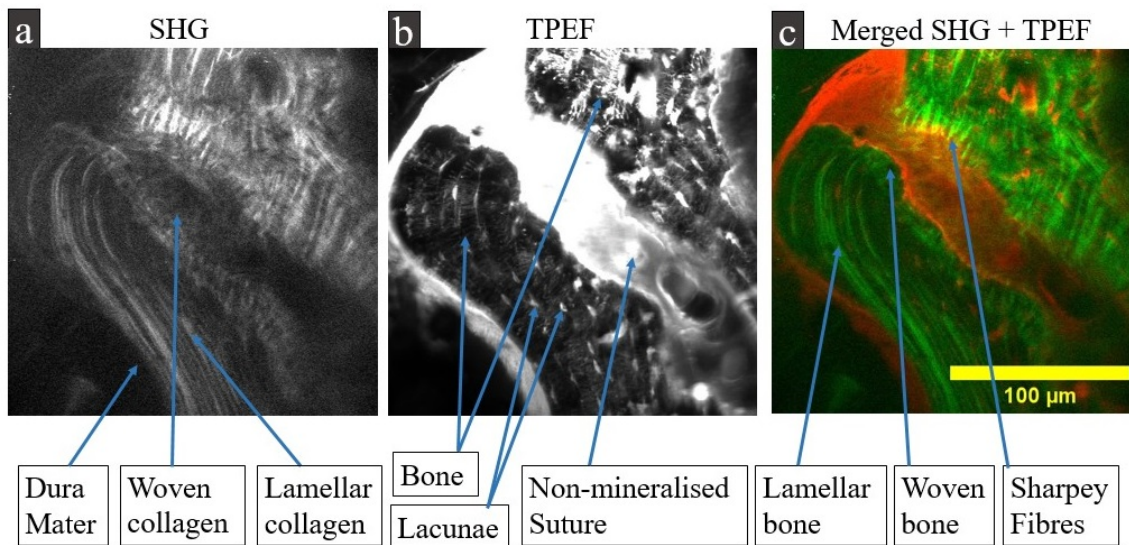 a
SHG
b
TPEF
c
Merged SHG + TPEF
100 µm
Dura
Mater
Woven
collagen
Lamellar
collagen
Bone
Lacunae
Non-mineralised
Suture
Lamellar
bone
Woven
bone
Sharpey
Fibres